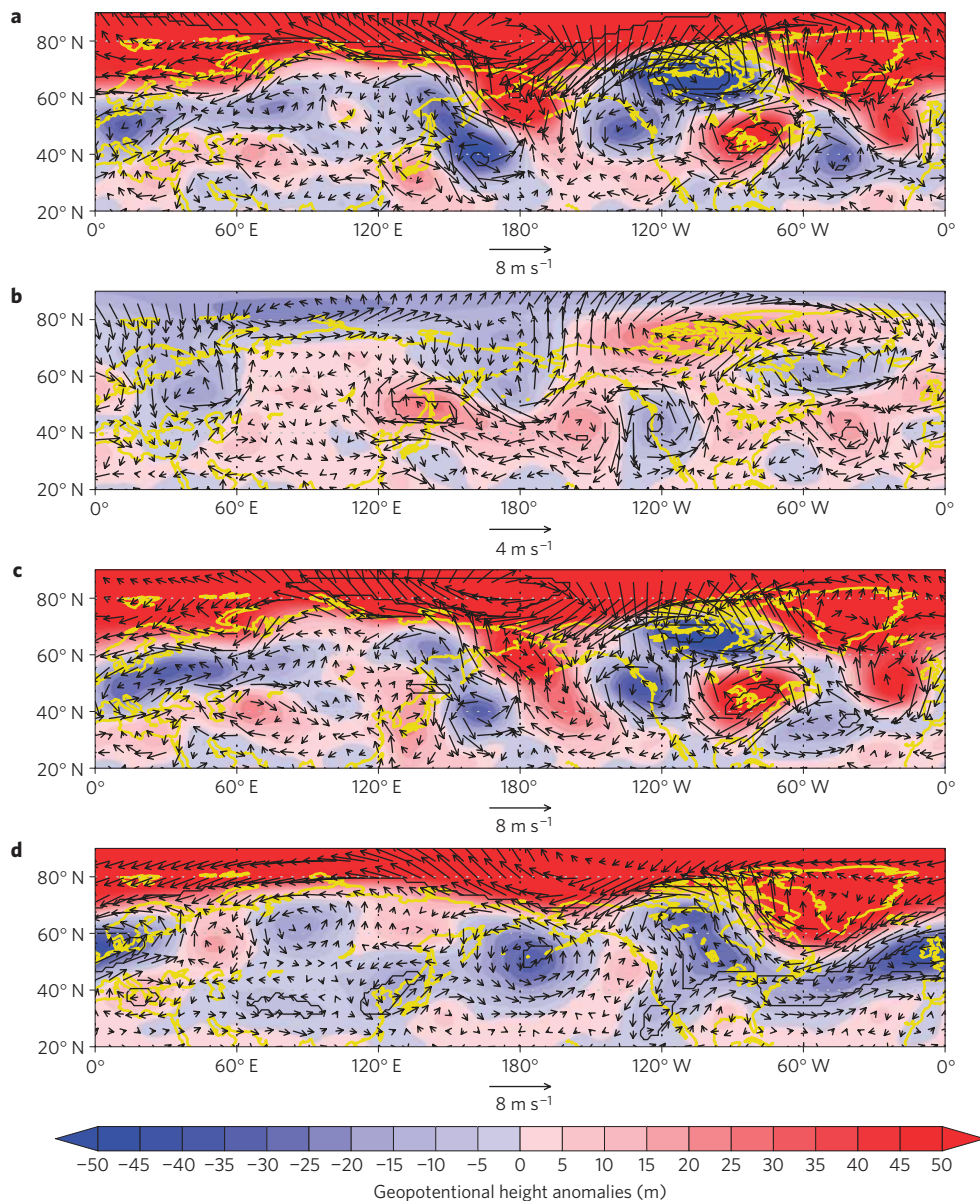 a
80° N
60° N
40° N
20° N
0° 60° E 120° E 180° 120° W 60° W 0°
8 m s⁻¹
b
80° N
60° N
40° N
20° N
0° 60° E 120° E 180° 120° W 60° W 0°
4 m s⁻¹
c
80° N
60° N
40° N
20° N
0° 60° E 120° E 180° 120° W 60° W 0°
8 m s⁻¹
d
80° N
60° N
40° N
20° N
0° 60° E 120° E 180° 120° W 60° W 0°
8 m s⁻¹
−50 −45 −40 −35 −30 −25 −20 −15 −10 −5 0 5 10 15 20 25 30 35 40 45 50
Geopotentional height anomalies (m)